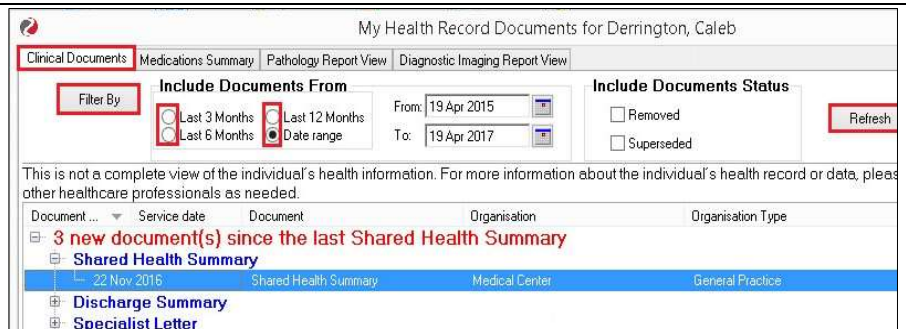 My Health Record Documents for Derrington, Caleb
Clinical Documents Medications Summary Pathology Report View Diagnostic Imaging Report View
Filter By
Include Documents From
Last 3 Months Last 12 Months
Last 6 Months Date range
From: 19 Apr 2015
To: 19 Apr 2017
Include Documents Status
Removed
Superseded
Refresh
This is not a complete view of the individual's health information. For more information about the individual's health record or data, pleas
other healthcare professionals as needed.
Document ... Service date Document Organisation Organisation Type
3 new document(s) since the last Shared Health Summary
Shared Health Summary
22 Nov 2016 Shared Health Summary Medical Center General Practice
Discharge Summary
Specialist Letter